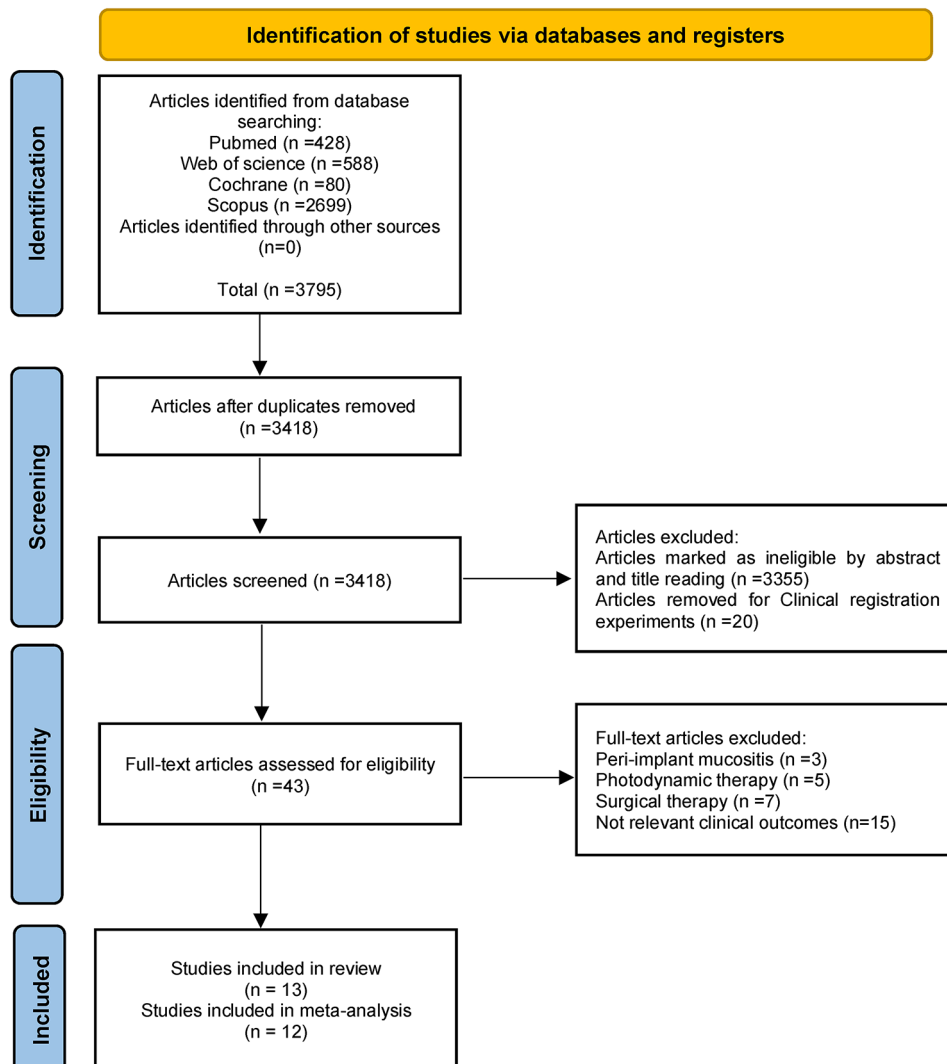 Identification of studies via databases and registers
Identification
Articles identified from database
searching:
Pubmed (n =428)
Web of science (n =588)
Cochrane (n =80)
Scopus (n =2699)
Articles identified through other sources
(n=0)
Total (n =3795)
Screening
Articles after duplicates removed
(n =3418)
Articles screened (n =3418)
Articles excluded:
Articles marked as ineligible by abstract
and title reading (n =3355)
Articles removed for Clinical registration
experiments (n =20)
Eligibility
Full-text articles assessed for eligibility
(n =43)
Full-text articles excluded:
Peri-implant mucositis (n =3)
Photodynamic therapy (n =5)
Surgical therapy (n =7)
Not relevant clinical outcomes (n=15)
Included
Studies included in review
(n = 13)
Studies included in meta-analysis
(n = 12)